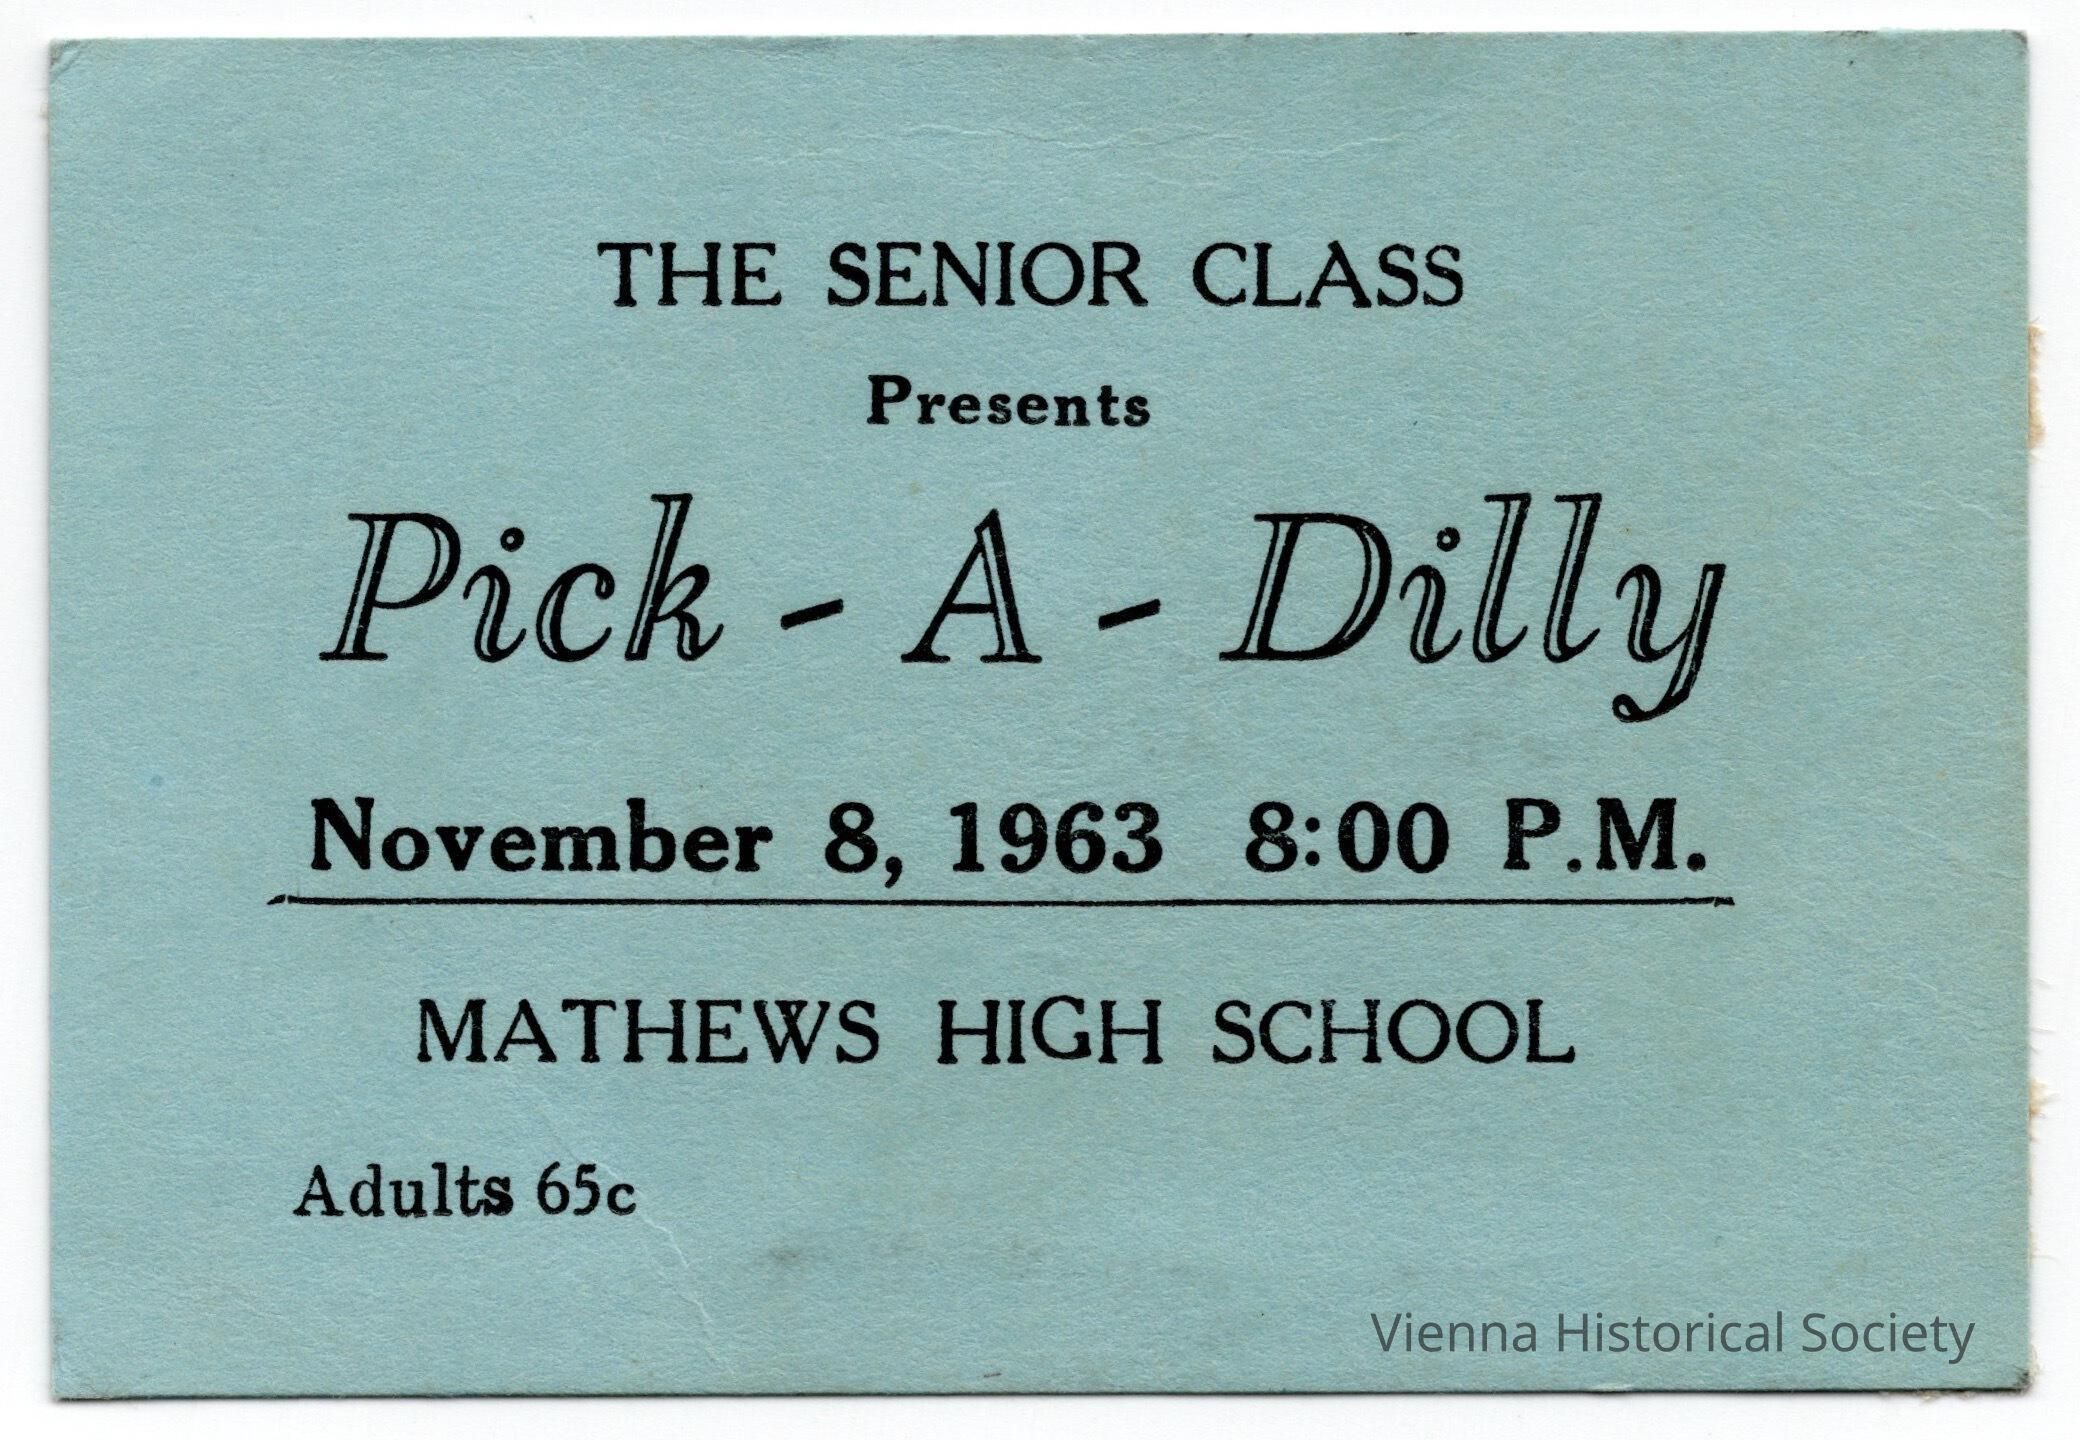 THE SENIOR CLASS
Presents
Pick - A - Dilly
November 8, 1963 8:00 P.M.
MATHEWS HIGH SCHOOL
Adults 65c
Vienna Historical Society